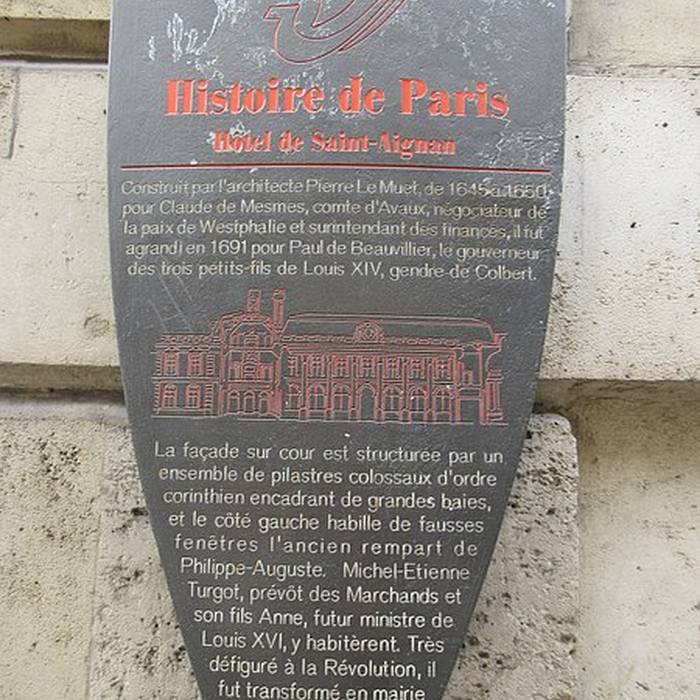 Histoire de Paris
Hôtel de Saint-Aignan
Construit par l'architecte Pierre Le Muet, de 1645 à 1650,
pour Claude de Mesmes, comte d'Avaux, négociateur de
la paix de Westphalie et surintendant des finances, il fut
agrandi en 1691 pour Paul de Beauvillier, le gouverneur
des trois petits-fils de Louis XIV, gendre de Colbert.
La façade sur cour est structurée par un
ensemble de pilastres colossaux d'ordre
corinthien encadrant de grandes baies,
et le côté gauche habille de fausses
fenêtres l'ancien rempart de
Philippe-Auguste. Michel-Etienne
Turgot, prévôt des Marchands et
son fils Anne, futur ministre de
Louis XVI, y habitèrent. Très
défiguré à la Révolution, il
fut transformé en mairie